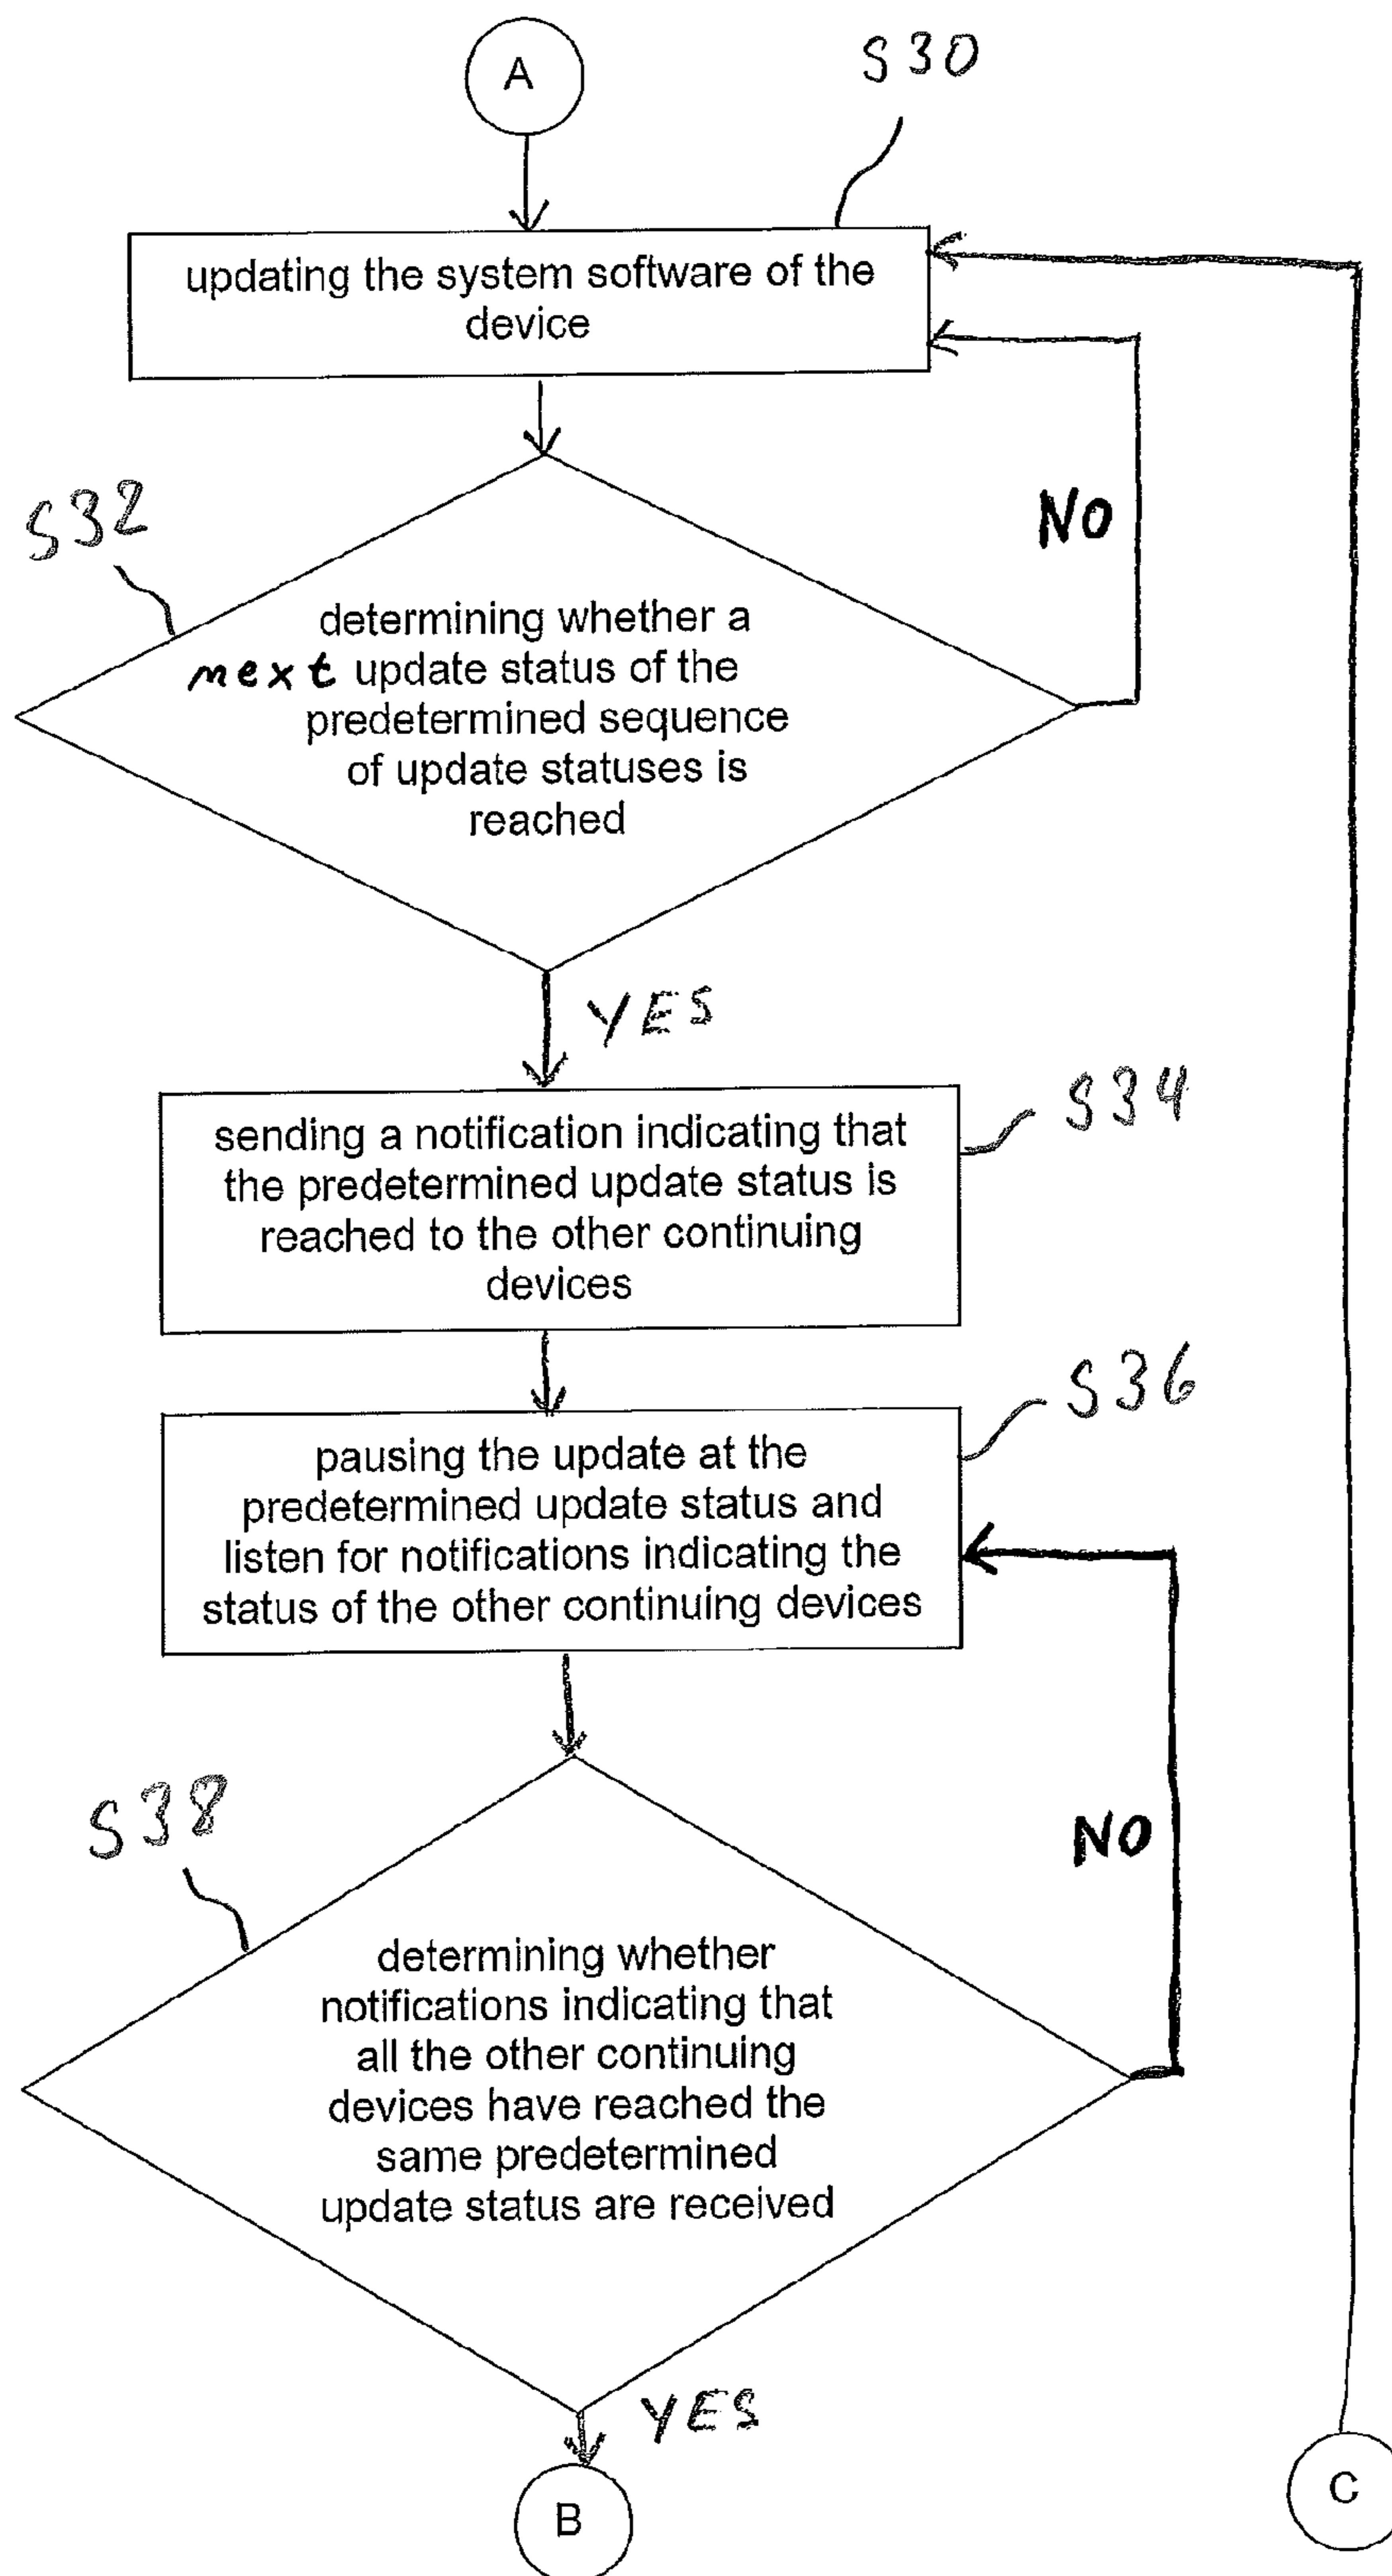 A
S30
updating the system software of the
device
NO
S32
determining whether a
next update status of the
predetermined sequence
of update statuses is
reached
YES
S34
sending a notification indicating that
the predetermined update status is
reached to the other continuing
devices
S36
pausing the update at the
predetermined update status and
listen for notifications indicating the
status of the other continuing devices
NO
S38
determining whether
notifications indicating that
all the other continuing
devices have reached the
same predetermined
update status are received
YES
B
C